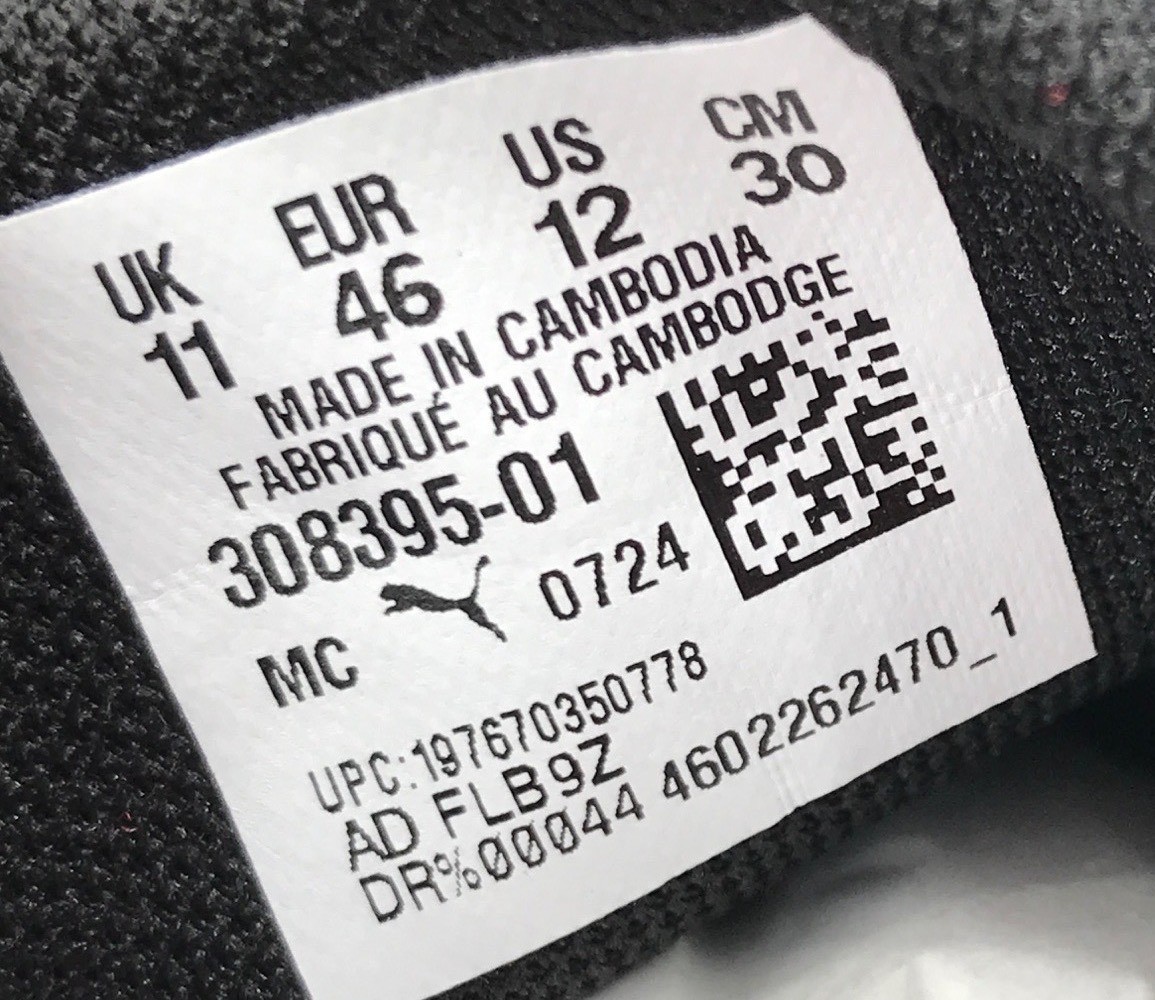 UK EUR US CM
11 46 12 30
MADE IN CAMBODIA
FABRIQUÉ AU CAMBODGE
308395-01
MC 0724
UPC:197670350778
AD FLB9Z
DR%00044 4602262470_1